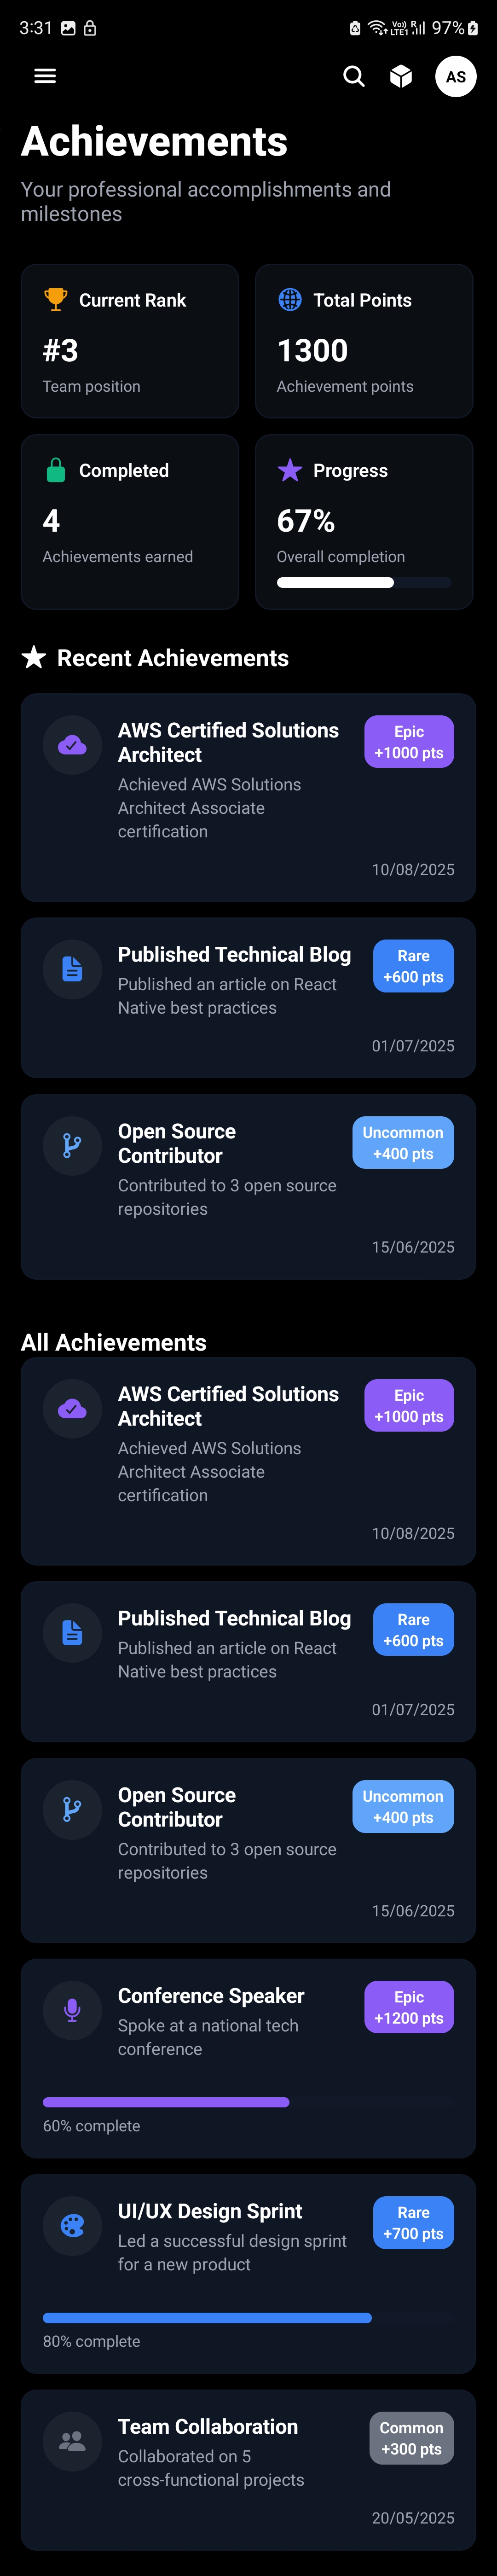 3:31
Vo)) R
LTE1
97%
AS
Achievements
Your professional accomplishments and
milestones
Current Rank
#3
Team position
Total Points
1300
Achievement points
Completed
4
Achievements earned
Progress
67%
Overall completion
Recent Achievements
AWS Certified Solutions
Architect
Achieved AWS Solutions
Architect Associate
certification
Epic
+1000 pts
10/08/2025
Published Technical Blog
Published an article on React
Native best practices
Rare
+600 pts
01/07/2025
Open Source
Contributor
Contributed to 3 open source
repositories
Uncommon
+400 pts
15/06/2025
All Achievements
AWS Certified Solutions
Architect
Achieved AWS Solutions
Architect Associate
certification
Epic
+1000 pts
10/08/2025
Published Technical Blog
Published an article on React
Native best practices
Rare
+600 pts
01/07/2025
Open Source
Contributor
Contributed to 3 open source
repositories
Uncommon
+400 pts
15/06/2025
Conference Speaker
Spoke at a national tech
conference
Epic
+1200 pts
60% complete
UI/UX Design Sprint
Led a successful design sprint
for a new product
Rare
+700 pts
80% complete
Team Collaboration
Collaborated on 5
cross-functional projects
Common
+300 pts
20/05/2025